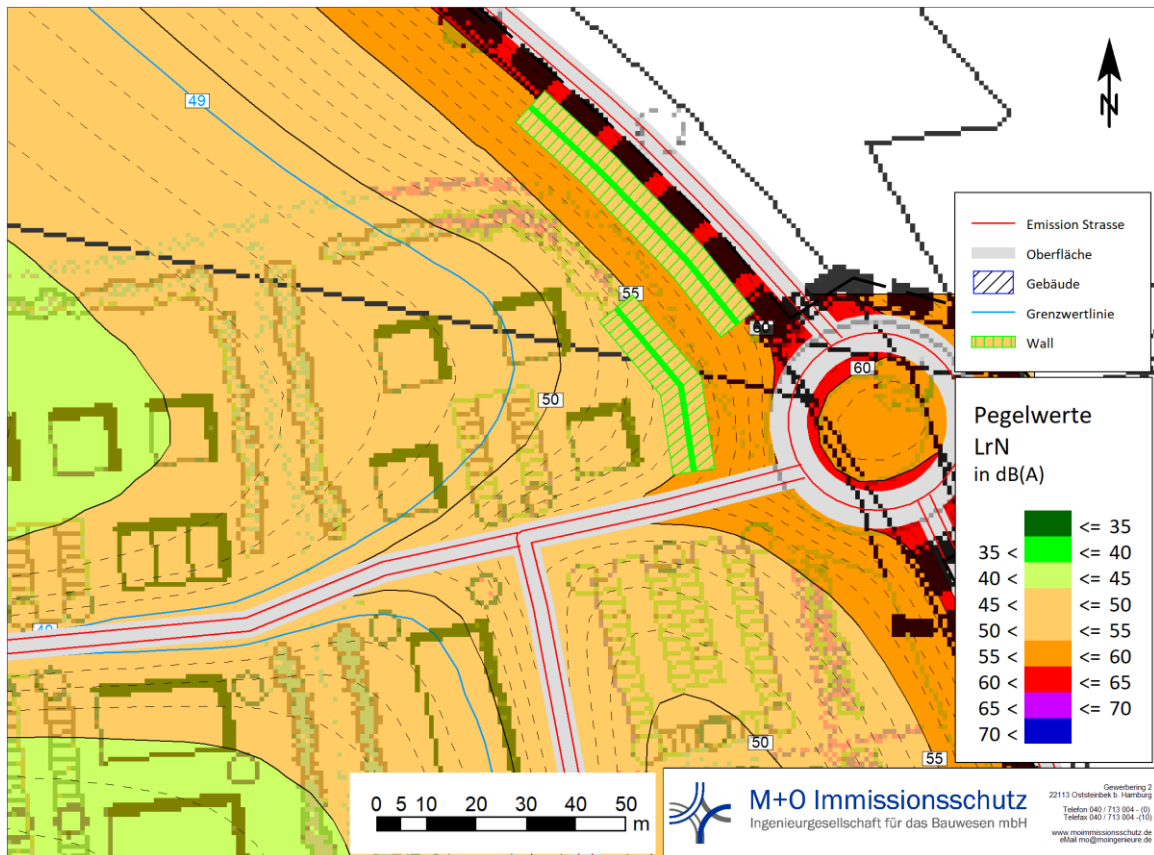 49
N
55
60
60
50
49
50
55
Emission Strasse
Oberfläche
Gebäude
Grenzwertlinie
Wall
Pegelwerte
LrN
in dB(A)
<= 35
35 < <= 40
40 < <= 45
45 < <= 50
50 < <= 55
55 < <= 60
60 < <= 65
65 < <= 70
70 <
0 5 10 20 30 40 50
m
M+O Immissionsschutz
Ingenieurgesellschaft für das Bauwesen mbH
Gewerbering 2
22113 Oststeinbek b. Hamburg
Telefon 040 / 713 004 - (0)
Telefax 040 / 713 004 -(10)
www.moimmissionsschutz.de
eMail mo@moingenieure.de